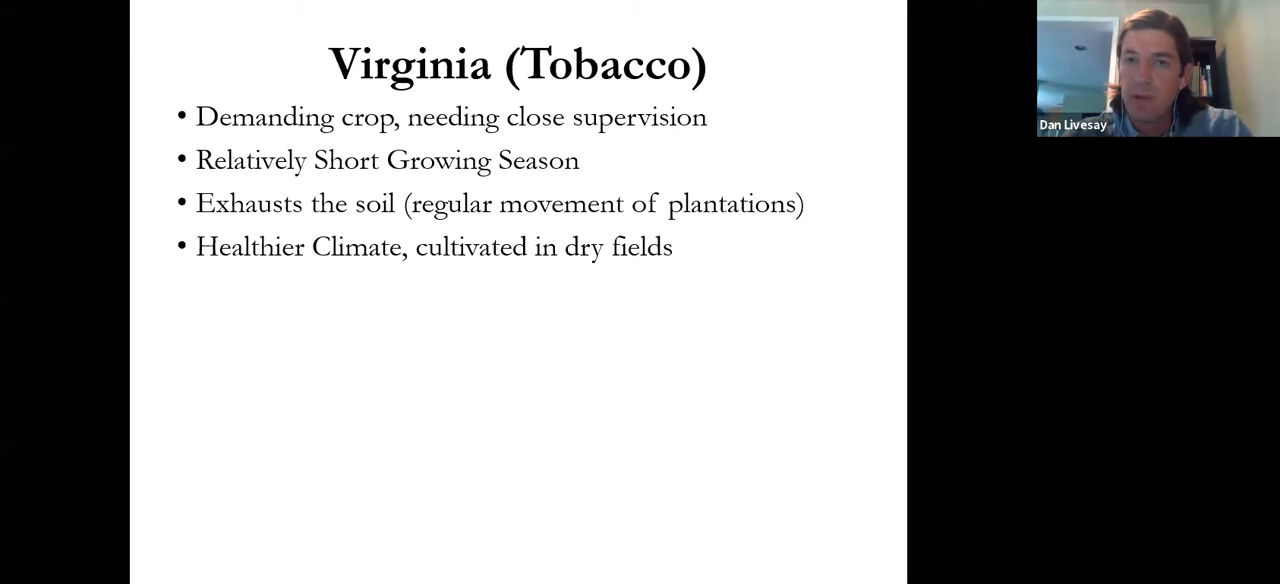 Virginia (Tobacco)
• Demanding crop, needing close supervision
• Relatively Short Growing Season
• Exhausts the soil (regular movement of plantations)
• Healthier Climate, cultivated in dry fields
Dan Livesay